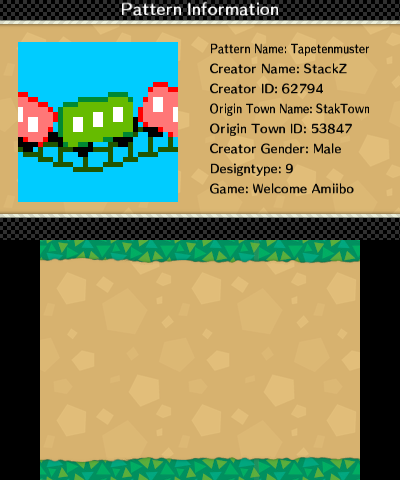 Pattern Information
Pattern Name: Tapetenmuster
Creator Name: StackZ
Creator ID: 62794
Origin Town Name: StakTown
Origin Town ID: 53847
Creator Gender: Male
Designtype: 9
Game: Welcome Amiibo